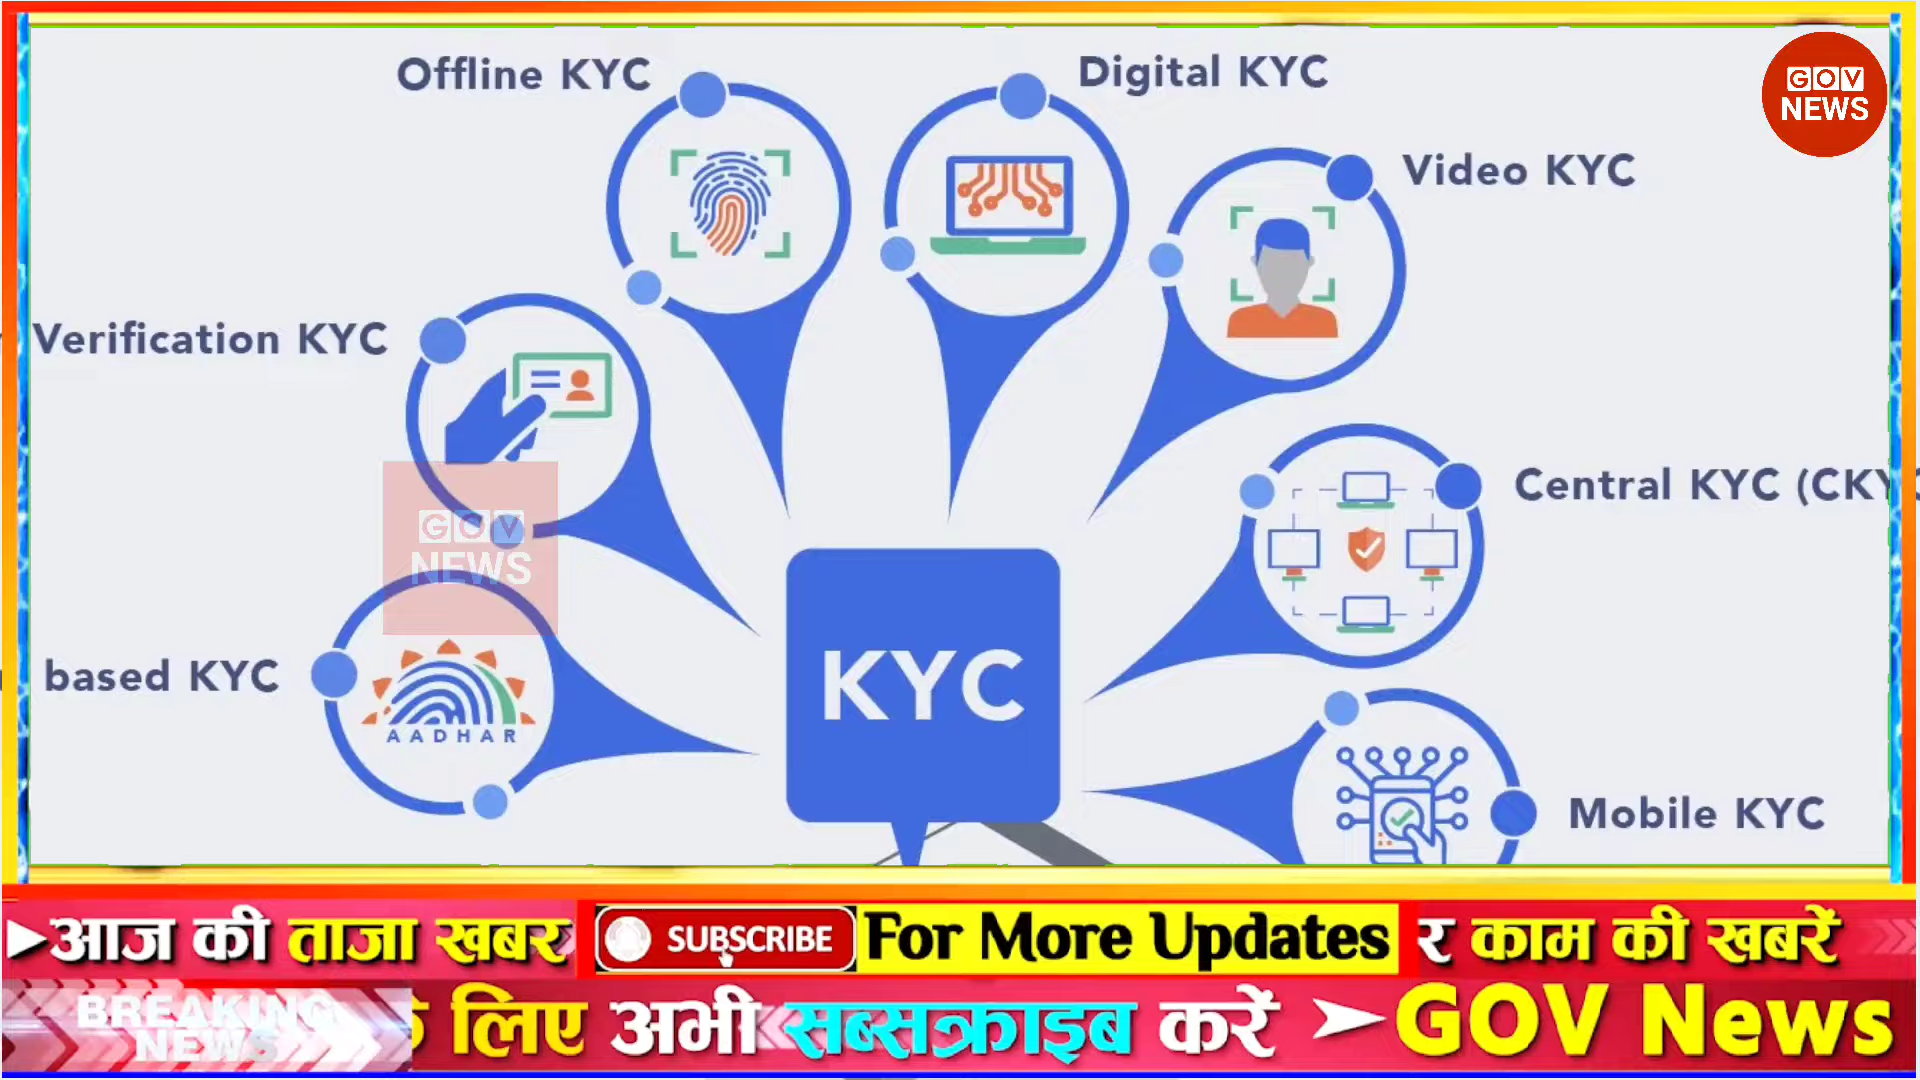 GOV
NEWS
Offline KYC
Digital KYC
Video KYC
Verification KYC
Central KYC (CKYC
GOV
NEWS
based KYC
AADHAR
KYC
Mobile KYC
आज की ताजा खबर
SUBSCRIBE
For More Updates
र काम की खबरें
BREAKING
NEWS
के लिए अभी सब्सक्राइब करें
GOV News